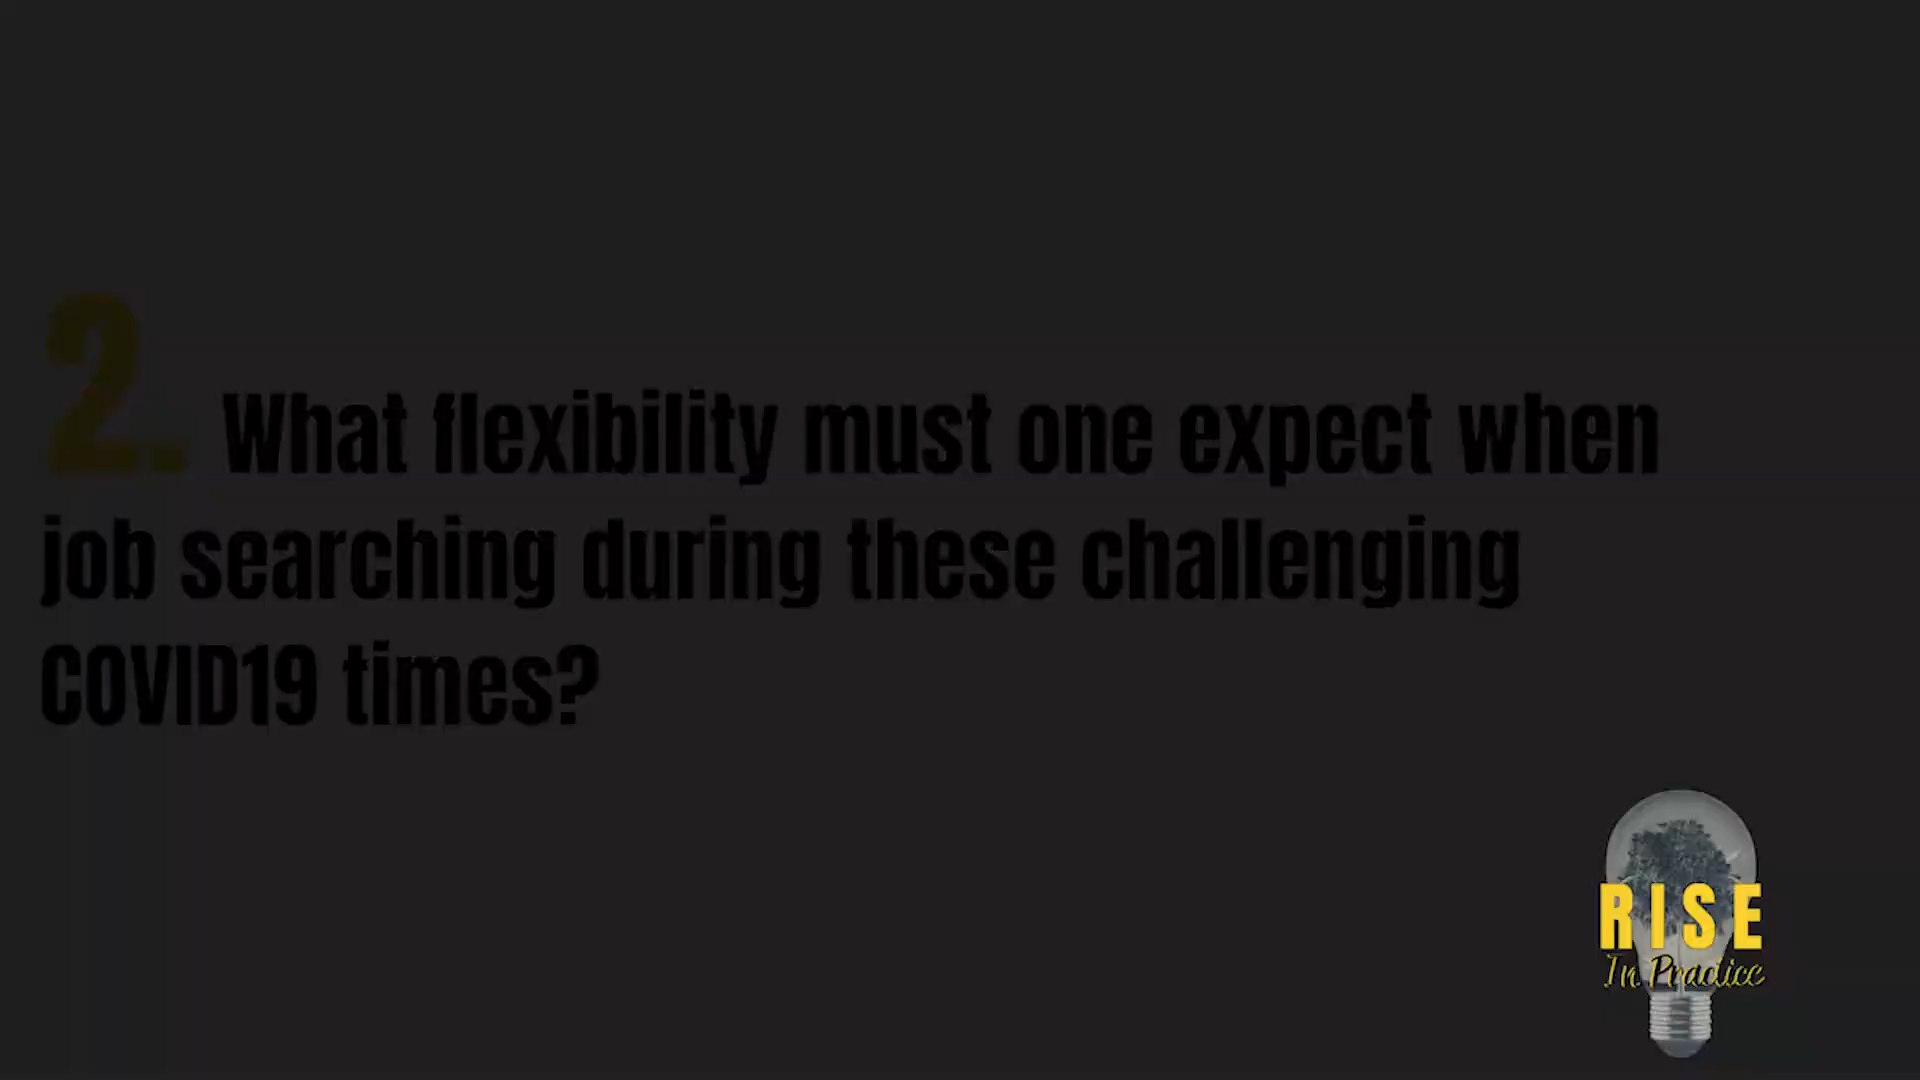 2. What flexibility must one expect when
job searching during these challenging
COVID19 times?
RISE
In Practice